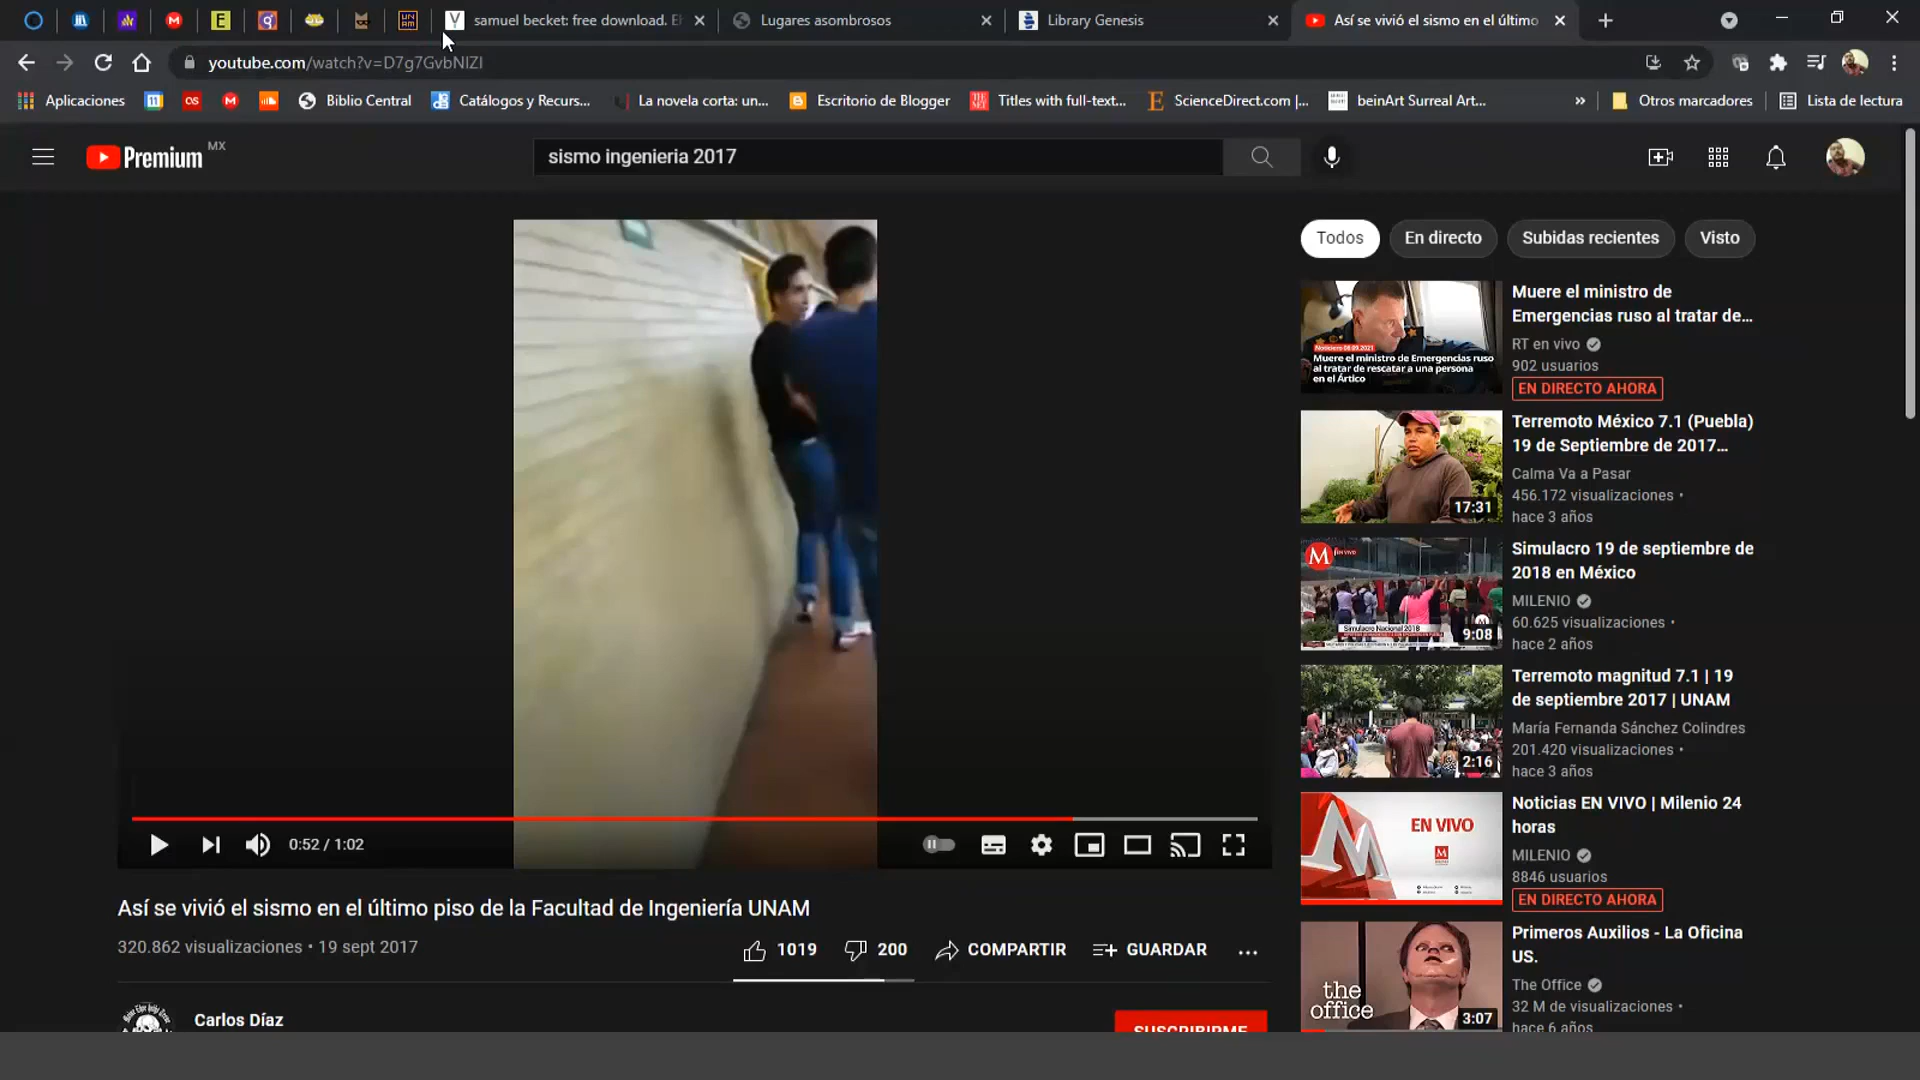 samuel becket: free download. E
Lugares asombrosos
Library Genesis
Así se vivió el sismo en el último
youtube.com/watch?v=D7g7GvbNlZI
Aplicaciones
Biblio Central
Catálogos y Recurs...
La novela corta: un...
Escritorio de Blogger
Titles with full-text...
ScienceDirect.com |...
beinArt Surreal Art...
»
Otros marcadores
Lista de lectura
Premium MX
sismo ingenieria 2017
Todos
En directo
Subidas recientes
Visto
Noticiero 08.09.2021
Muere el ministro de Emergencias ruso
al tratar de rescatar a una persona
en el Ártico
Muere el ministro de
Emergencias ruso al tratar de...
RT en vivo
902 usuarios
EN DIRECTO AHORA
17:31
Terremoto México 7.1 (Puebla)
19 de Septiembre de 2017...
Calma Va a Pasar
456.172 visualizaciones •
hace 3 años
M EN VIVO
Simulacro Nacional 2018
9:08
Simulacro 19 de septiembre de
2018 en México
MILENIO
60.625 visualizaciones •
hace 2 años
2:16
Terremoto magnitud 7.1 | 19
de septiembre 2017 | UNAM
María Fernanda Sánchez Colindres
201.420 visualizaciones •
hace 3 años
EN VIVO
M
Noticias EN VIVO | Milenio 24
horas
MILENIO
8846 usuarios
EN DIRECTO AHORA
the
office
3:07
Primeros Auxilios - La Oficina
US.
The Office
32 M de visualizaciones •
hace 6 años
0:52 / 1:02
Así se vivió el sismo en el último piso de la Facultad de Ingeniería UNAM
320.862 visualizaciones • 19 sept 2017
1019
200
COMPARTIR
GUARDAR
Carlos Díaz
SUSCRIBIRME